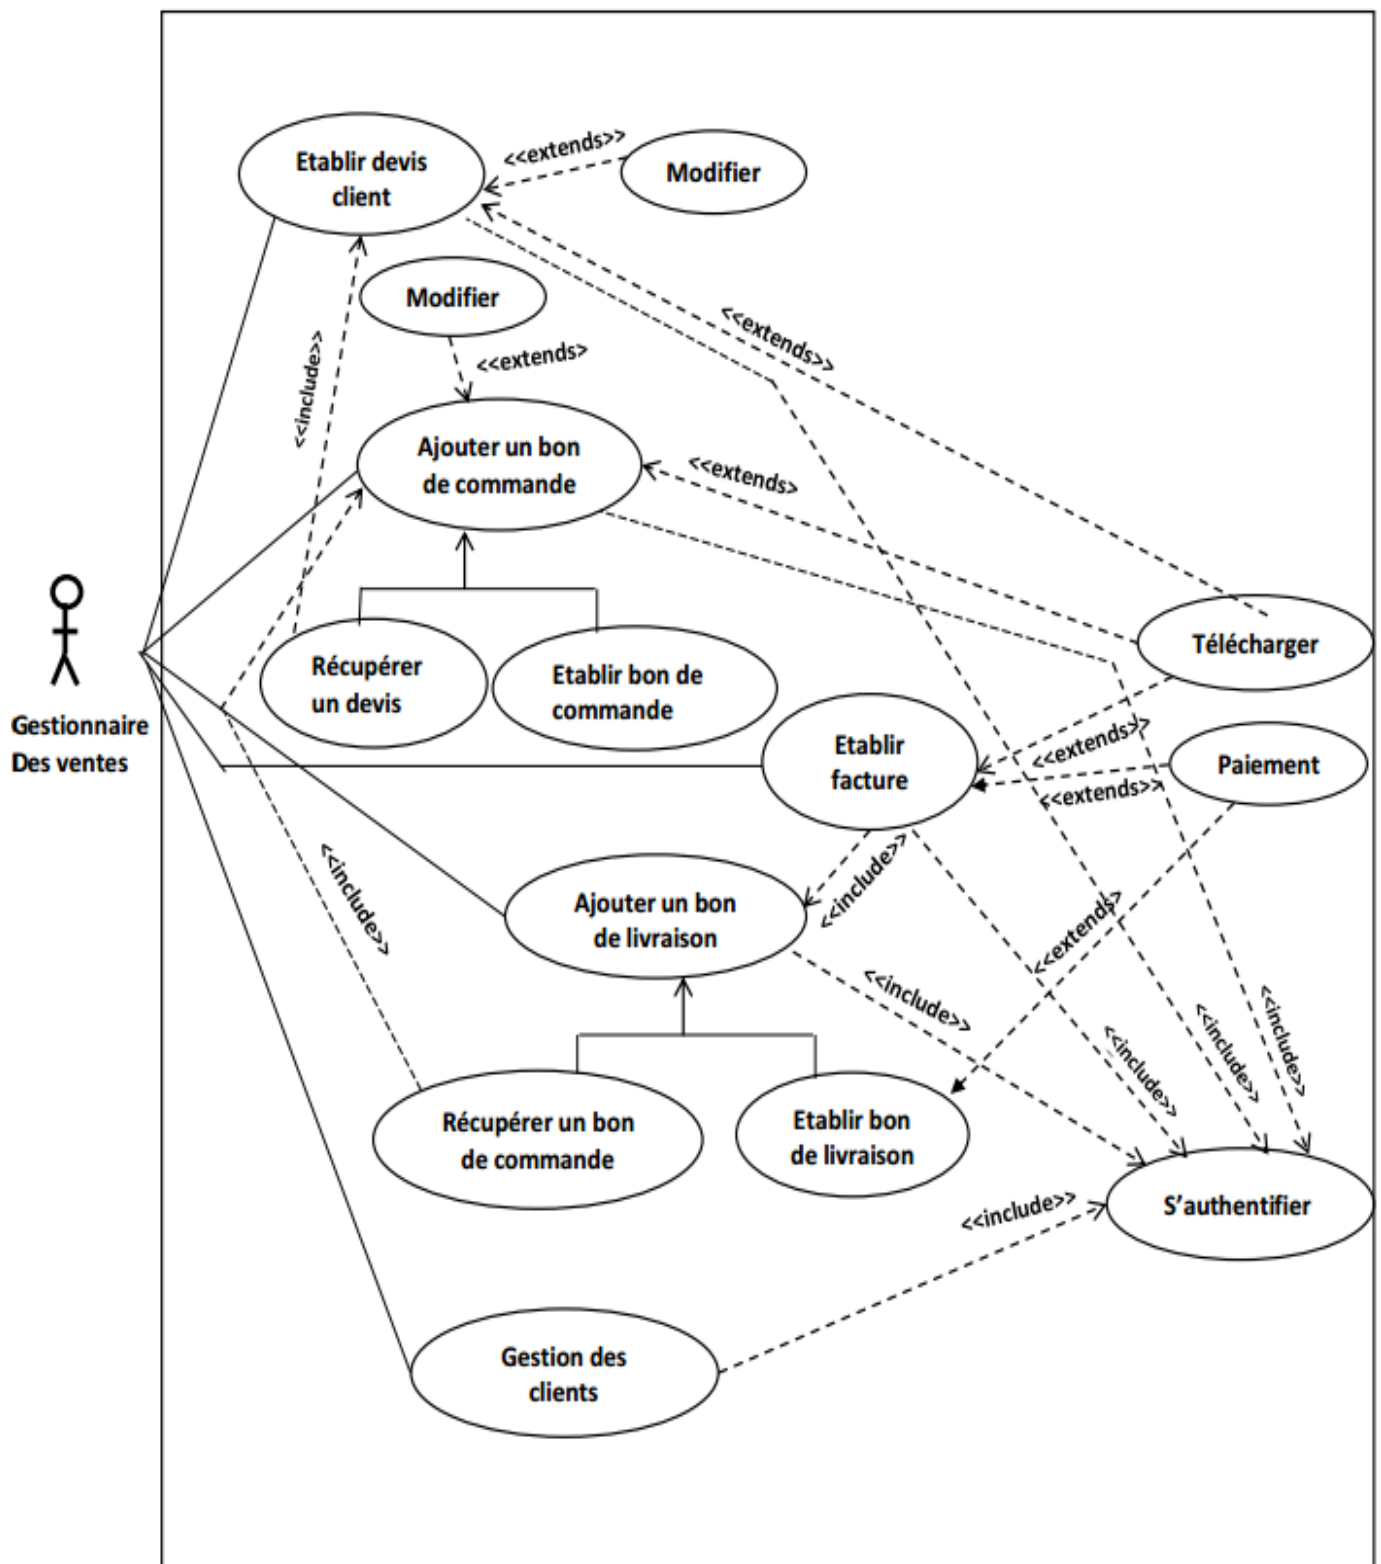 Etablir devis
client
<<extends>>
Modifier
Modifier
<<extends>
<<include>>
<<extends>>
Ajouter un bon
de commande
<<extends>
Récupérer
un devis
Etablir bon de
commande
Télécharger
Gestionnaire
Des ventes
Etablir
facture
<<extends>>
<<extends>>
Paiement
<<include>>
<<include>>
Ajouter un bon
de livraison
<<extends>
<<include>>
<<include>>
<<include>>
<<include>>
Récupérer un bon
de commande
Etablir bon
de livraison
<<include>>
S’authentifier
Gestion des
clients